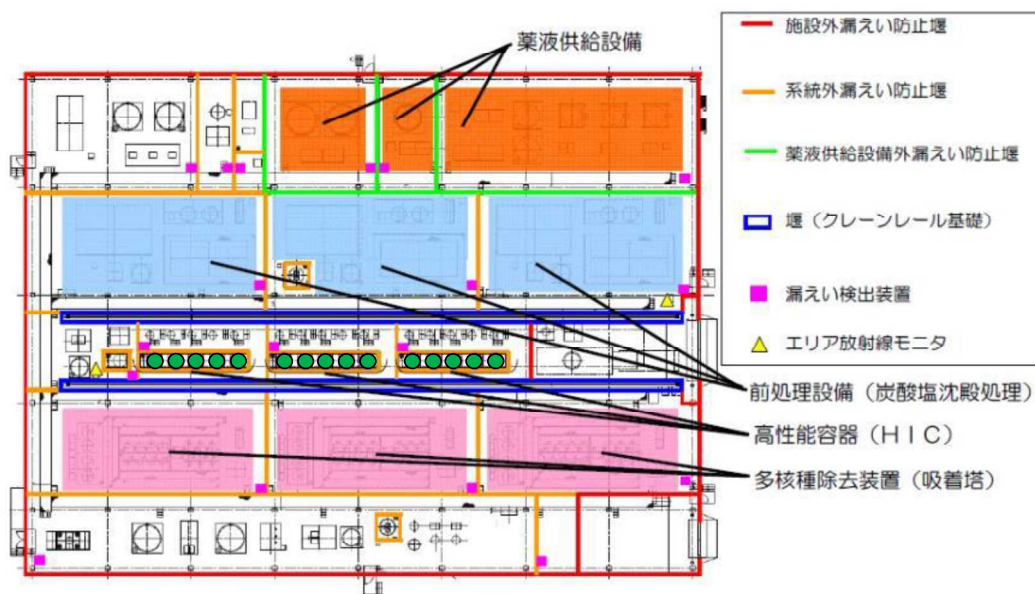 薬液供給設備
施設外漏えい防止堰
系統外漏えい防止堰
薬液供給設備外漏えい防止堰
堰（クレーンレール基礎）
漏えい検出装置
エリア放射線モニタ
前処理設備（炭酸塩沈殿処理）
高性能容器（ＨＩＣ）
多核種除去装置（吸着塔）